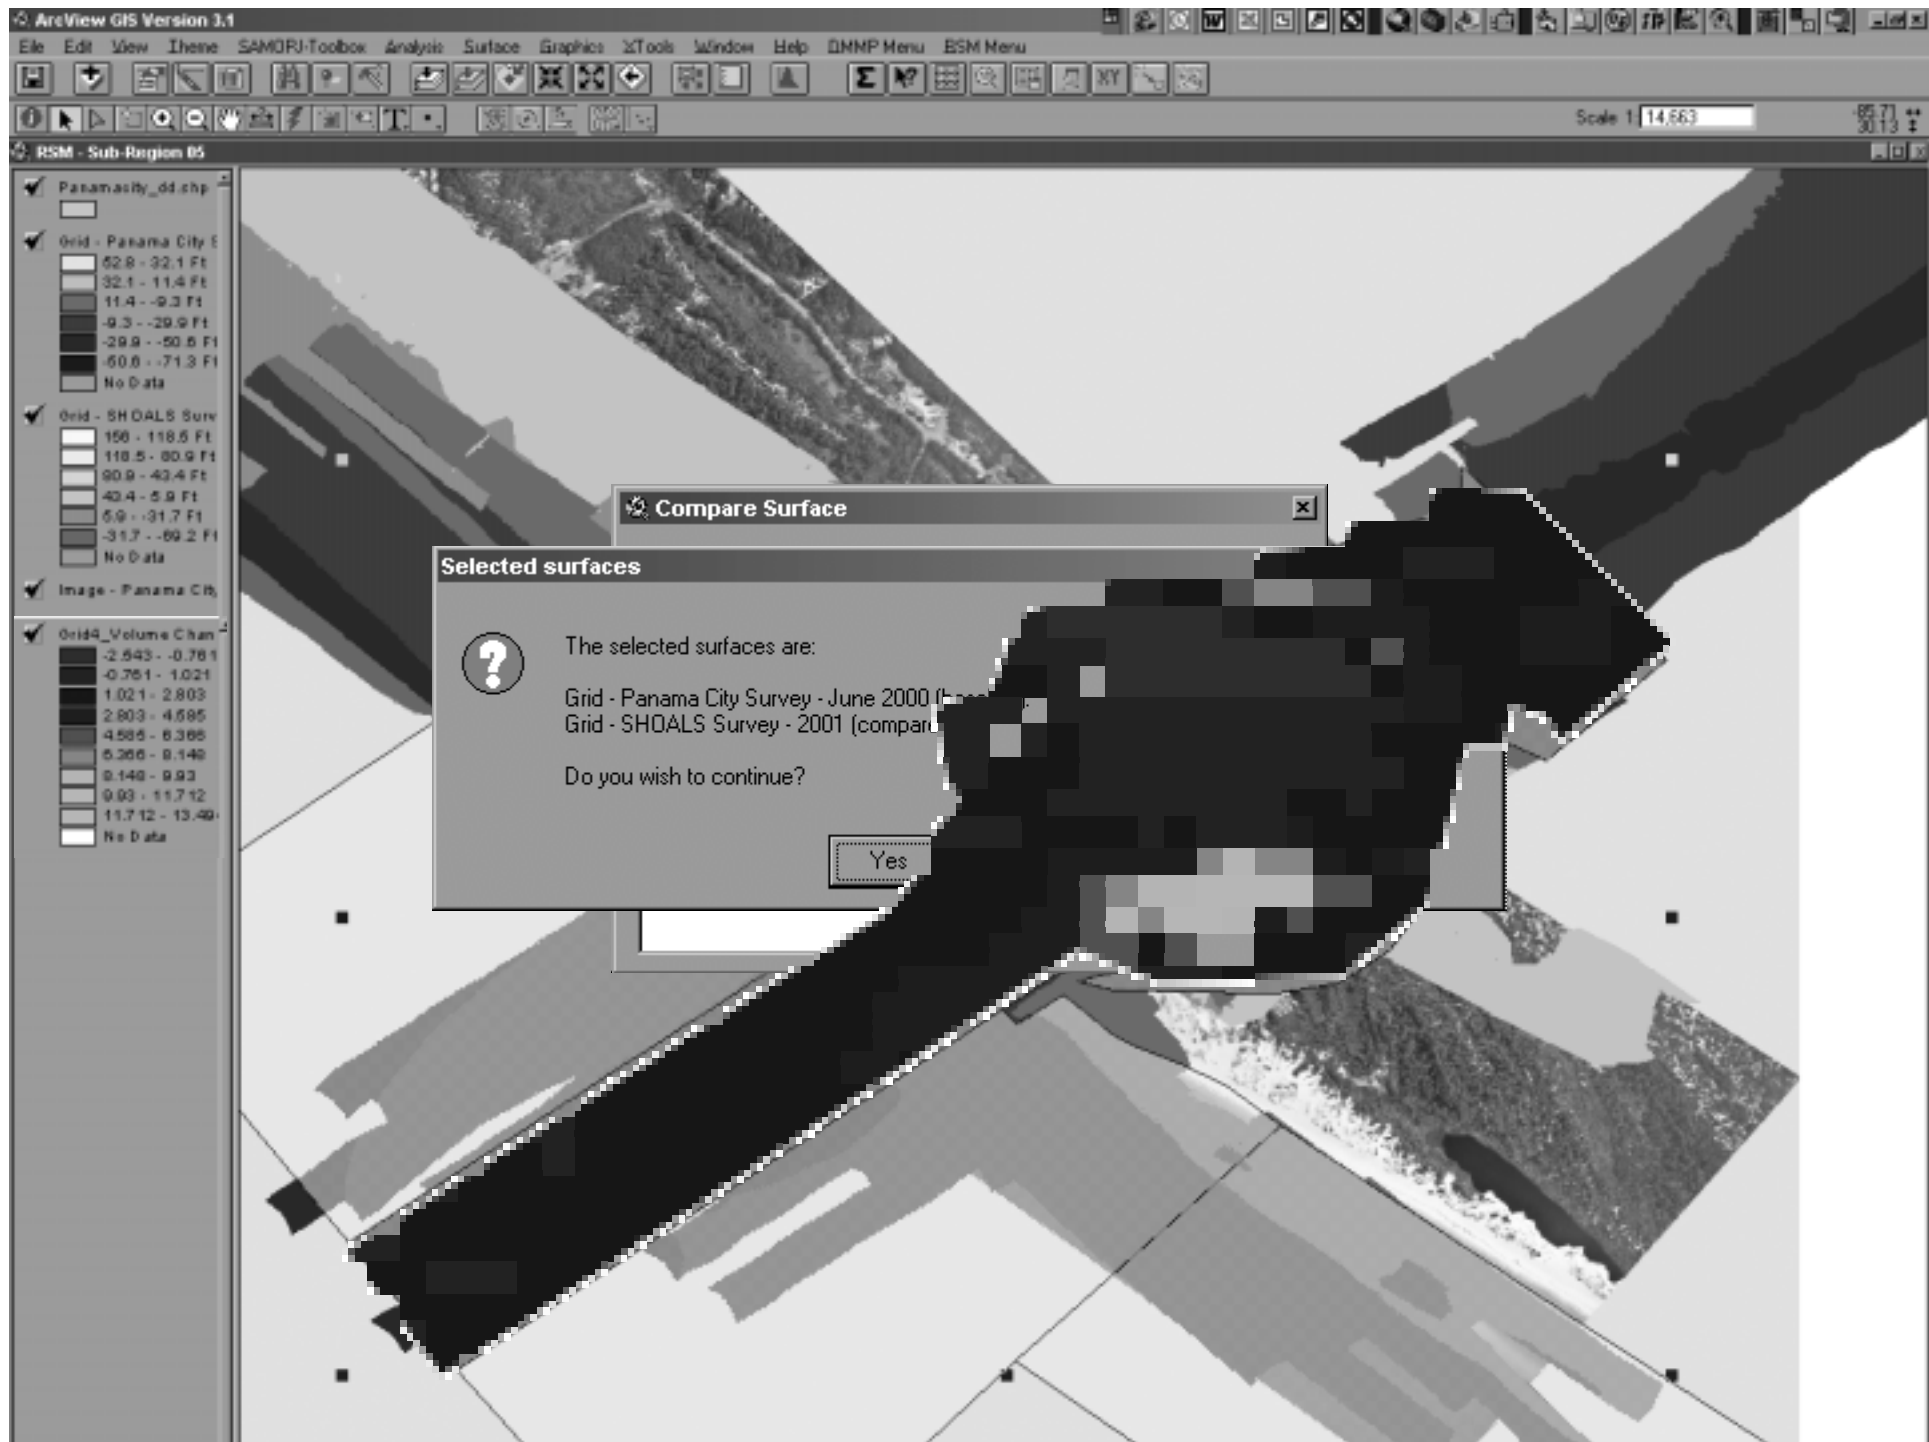 ArcView GIS Version 3.1
File Edit View Theme SAMOPJ-Toolbox Analysis Surface Graphics XTools Window Help DMMP Menu BSM Menu
Σ XY
T
Scale 1: 14,663
-85.71
30.13
RSM - Sub-Region 05
Panamacity_dd.shp
Grid - Panama City S
52.8 - 32.1 Ft
32.1 - 11.4 Ft
11.4 - -9.3 Ft
-9.3 - -29.9 Ft
-29.9 - -50.6 Ft
-50.6 - -71.3 Ft
No Data
Grid - SHOALS Surv
156 - 118.5 Ft
118.5 - 80.9 Ft
80.9 - 43.4 Ft
43.4 - 5.9 Ft
5.9 - -31.7 Ft
-31.7 - -69.2 Ft
No Data
Image - Panama City
Grid4_Volume Chan
-2.543 - -0.761
-0.761 - 1.021
1.021 - 2.803
2.803 - 4.585
4.585 - 6.366
6.366 - 8.148
8.148 - 9.93
9.93 - 11.712
11.712 - 13.49
No Data
Compare Surface
Selected surfaces
The selected surfaces are:
Grid - Panama City Survey - June 2000
Grid - SHOALS Survey - 2001 (compar
Do you wish to continue?
Yes